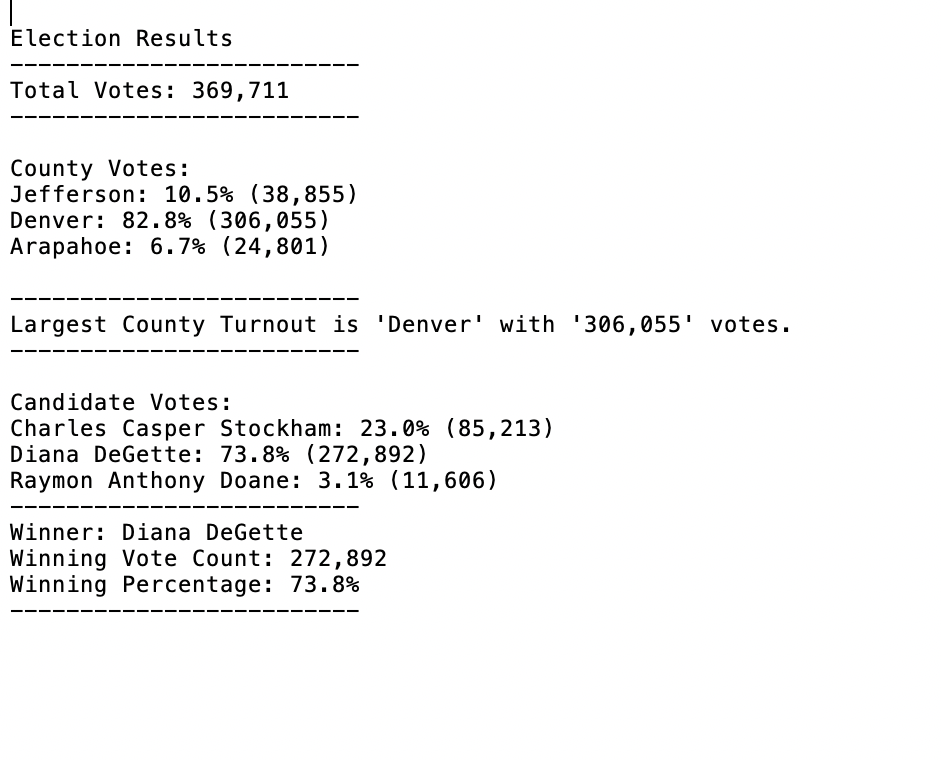 Election Results
-------------------------
Total Votes: 369,711
-------------------------
County Votes:
Jefferson: 10.5% (38,855)
Denver: 82.8% (306,055)
Arapahoe: 6.7% (24,801)
-------------------------
Largest County Turnout is 'Denver' with '306,055' votes.
-------------------------
Candidate Votes:
Charles Casper Stockham: 23.0% (85,213)
Diana DeGette: 73.8% (272,892)
Raymon Anthony Doane: 3.1% (11,606)
-------------------------
Winner: Diana DeGette
Winning Vote Count: 272,892
Winning Percentage: 73.8%
-------------------------